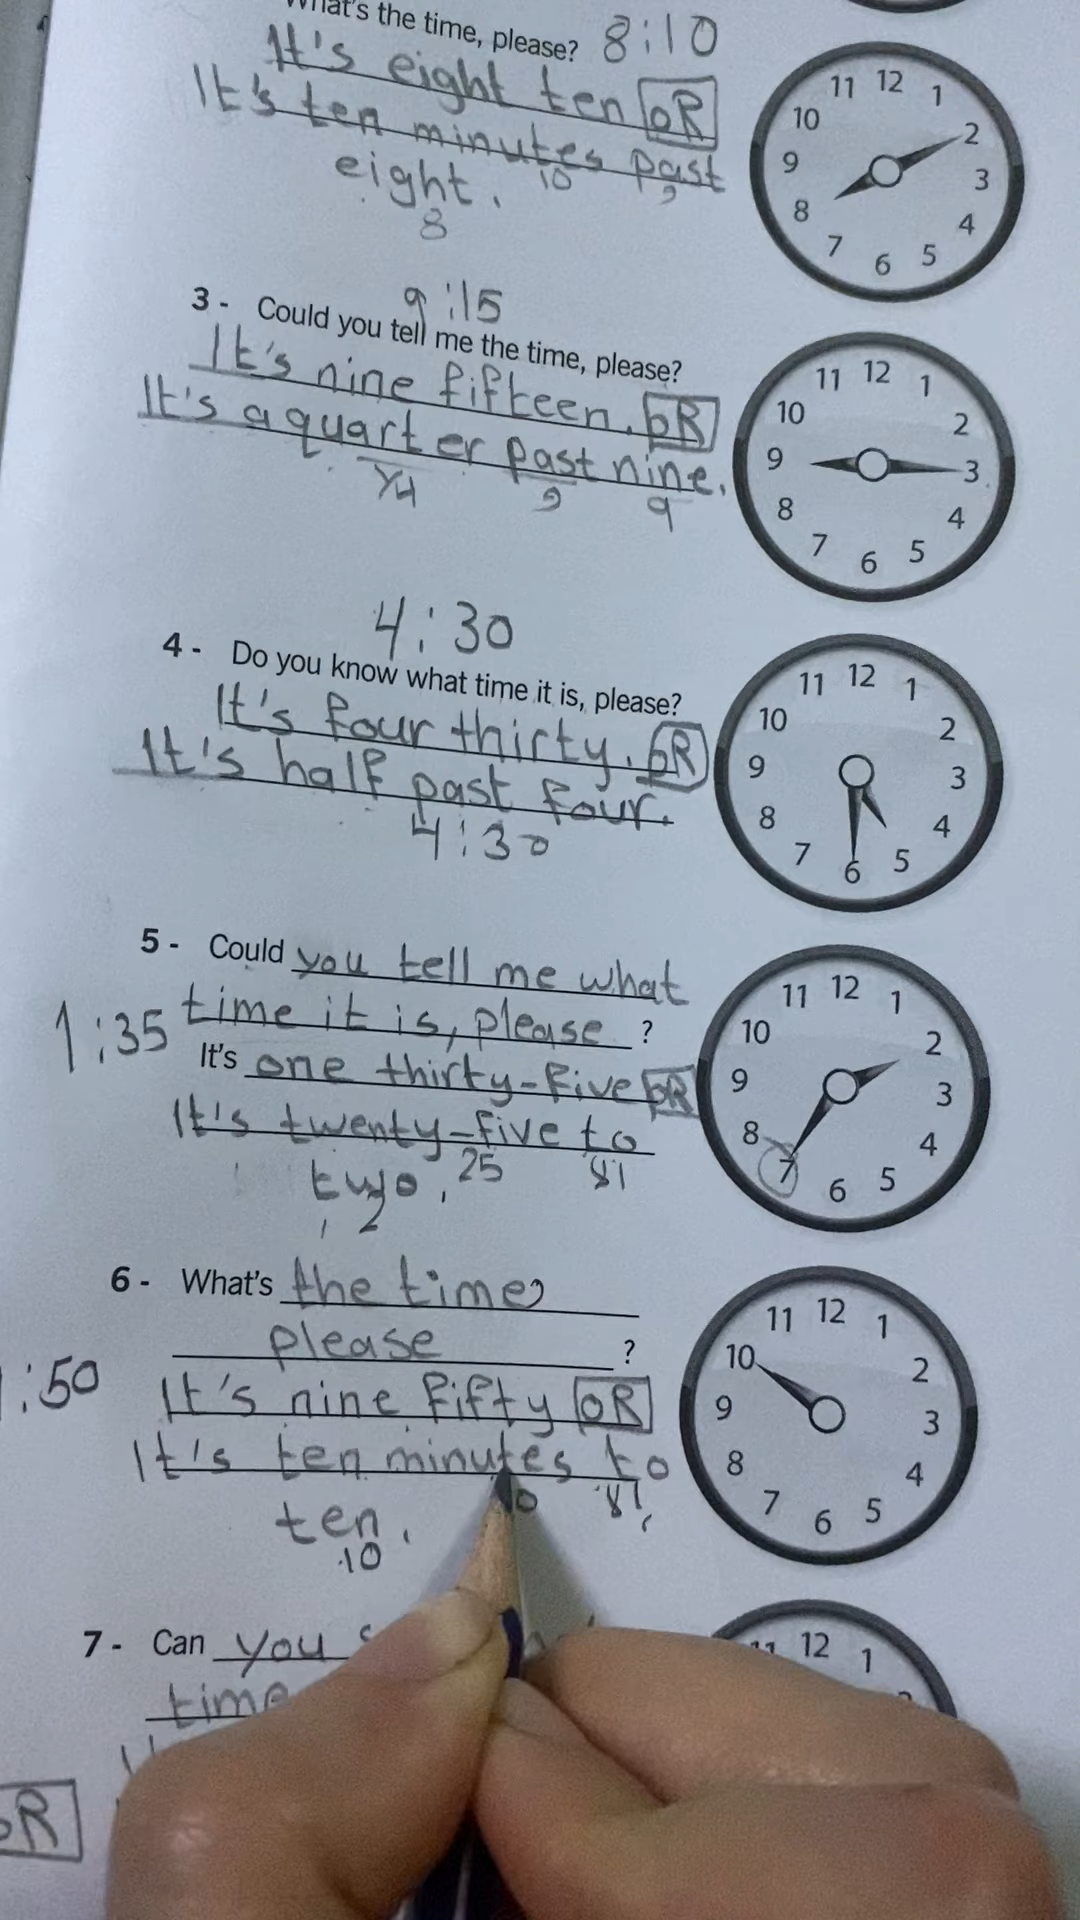 What's the time, please? 8:10
It's eight ten OR
It's ten minutes past
10
eight.
8
9:15
3 - Could you tell me the time, please?
It's nine fifteen. OR
It's a quarter past nine.
9
4:30
4 - Do you know what time it is, please?
It's four thirty. OR
It's half past four.
4:30
5 - Could you tell me what
1:35 time it is, please ?
It's one thirty-five OR
It's twenty-five to
25
two.
2
6 - What's the time,
please ?
:50 It's nine fifty OR
It's ten minutes to
ten.
10
7 - Can you
time
OR
11 12 1 2 3 4 5 6 7 8 9 10
11 12 1 2 3 4 5 6 7 8 9 10
11 12 1 2 3 4 5 6 7 8 9 10
11 12 1 2 3 4 5 6 7 8 9 10
11 12 1 2 3 4 5 6 7 8 9 10
12 1